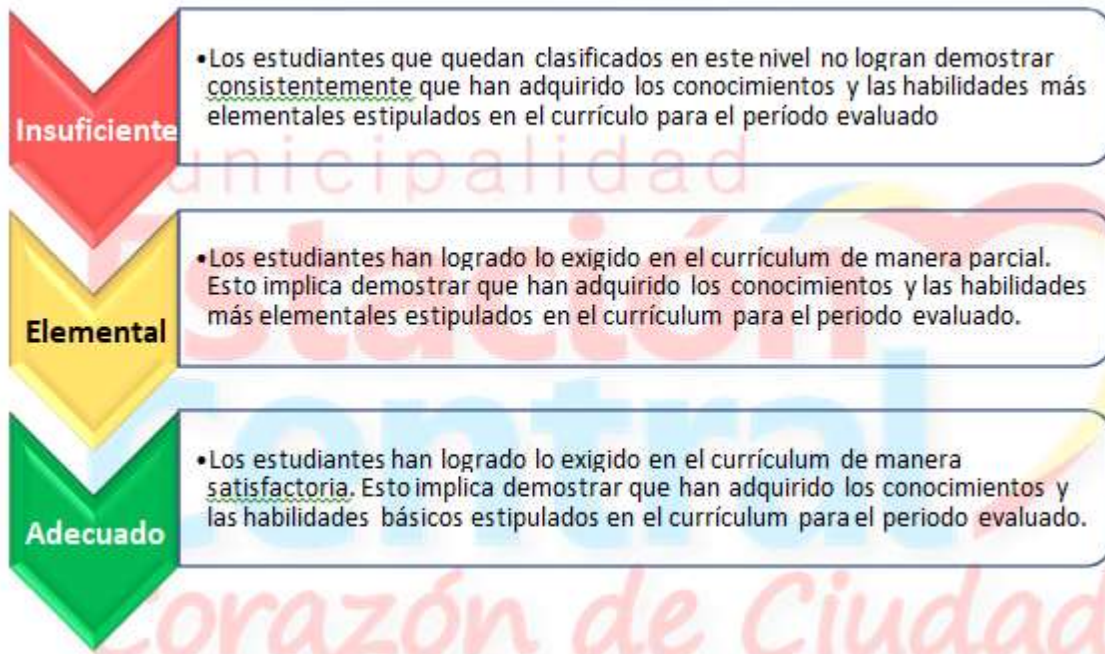 Insuficiente
•Los estudiantes que quedan clasificados en este nivel no logran demostrar
consistentemente que han adquirido los conocimientos y las habilidades más
elementales estipulados en el currículo para el período evaluado
unicipalidad
Estación
Elemental
•Los estudiantes han logrado lo exigido en el currículum de manera parcial.
Esto implica demostrar que han adquirido los conocimientos y las habilidades
más elementales estipulados en el currículum para el periodo evaluado.
Central
Adecuado
•Los estudiantes han logrado lo exigido en el currículum de manera
satisfactoria. Esto implica demostrar que han adquirido los conocimientos y
las habilidades básicos estipulados en el currículum para el periodo evaluado.
Corazón de Ciudad